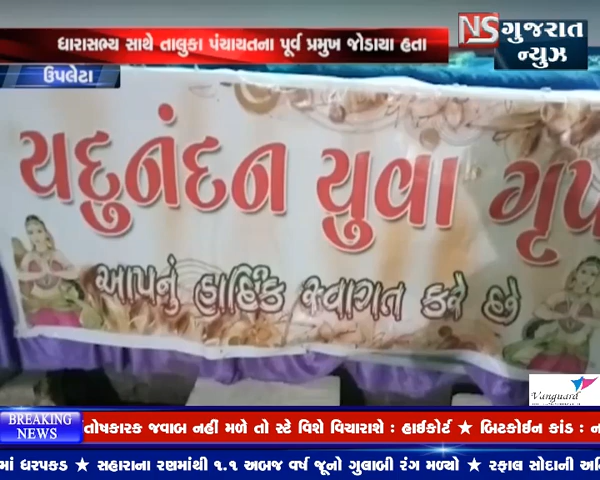 ધારાસભ્ય સાથે તાલુકા પંચાયતના પૂર્વ પ્રમુખ જોડાયા હતા
NS ગુજરાત
ન્યુઝ
ઉપલેટા
યદુનંદન યુવા ગૃપ
આપનું હાર્દિક સ્વાગત કરે છે
Vanguard
BREAKING
NEWS
તોષકારક જવાબ નહીં મળે તો સ્ટે વિશે વિચારાશે : હાઈકોર્ટ ★ બિટકોઈન કાંડ : ન
માં ધરપકડ ★ સહારાના રણમાંથી ૧.૧ અબજ વર્ષ જૂનો ગુલાબી રંગ મળ્યો ★ રફાલ સોદાની અ